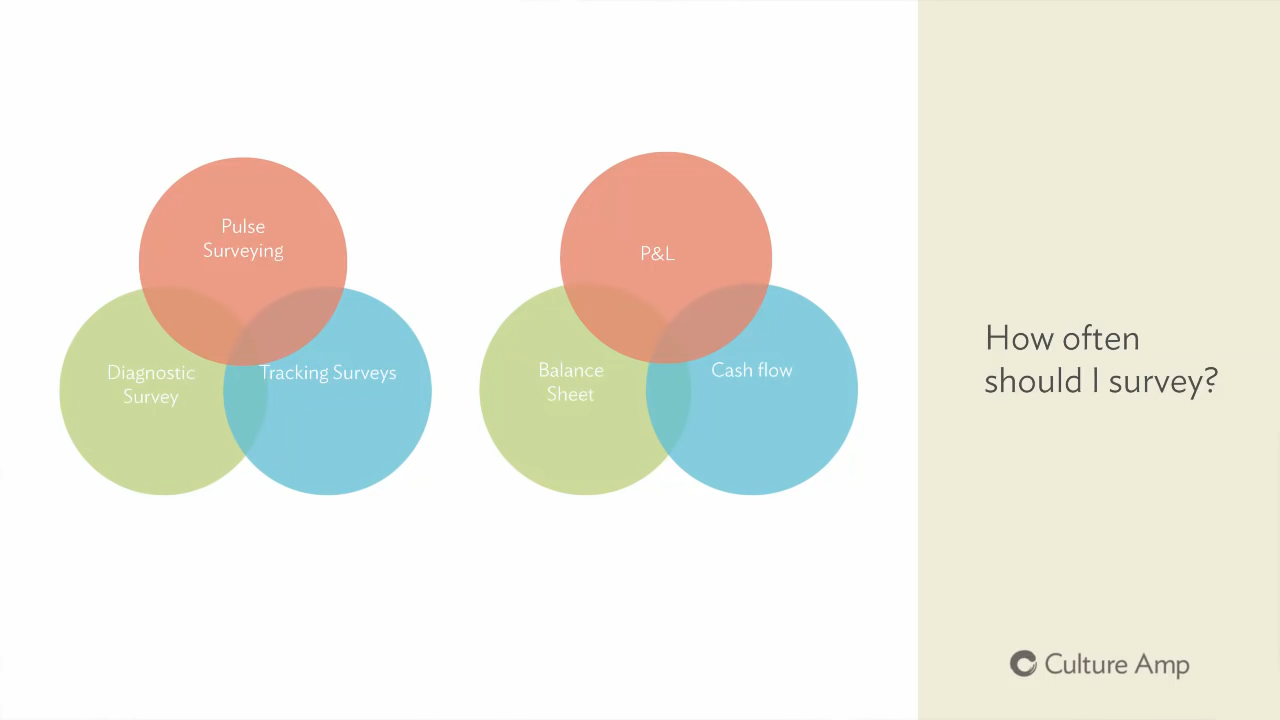 Pulse
Surveying
Diagnostic
Survey
Tracking Surveys
P&L
Balance
Sheet
Cash flow
How often
should I survey?
Culture Amp